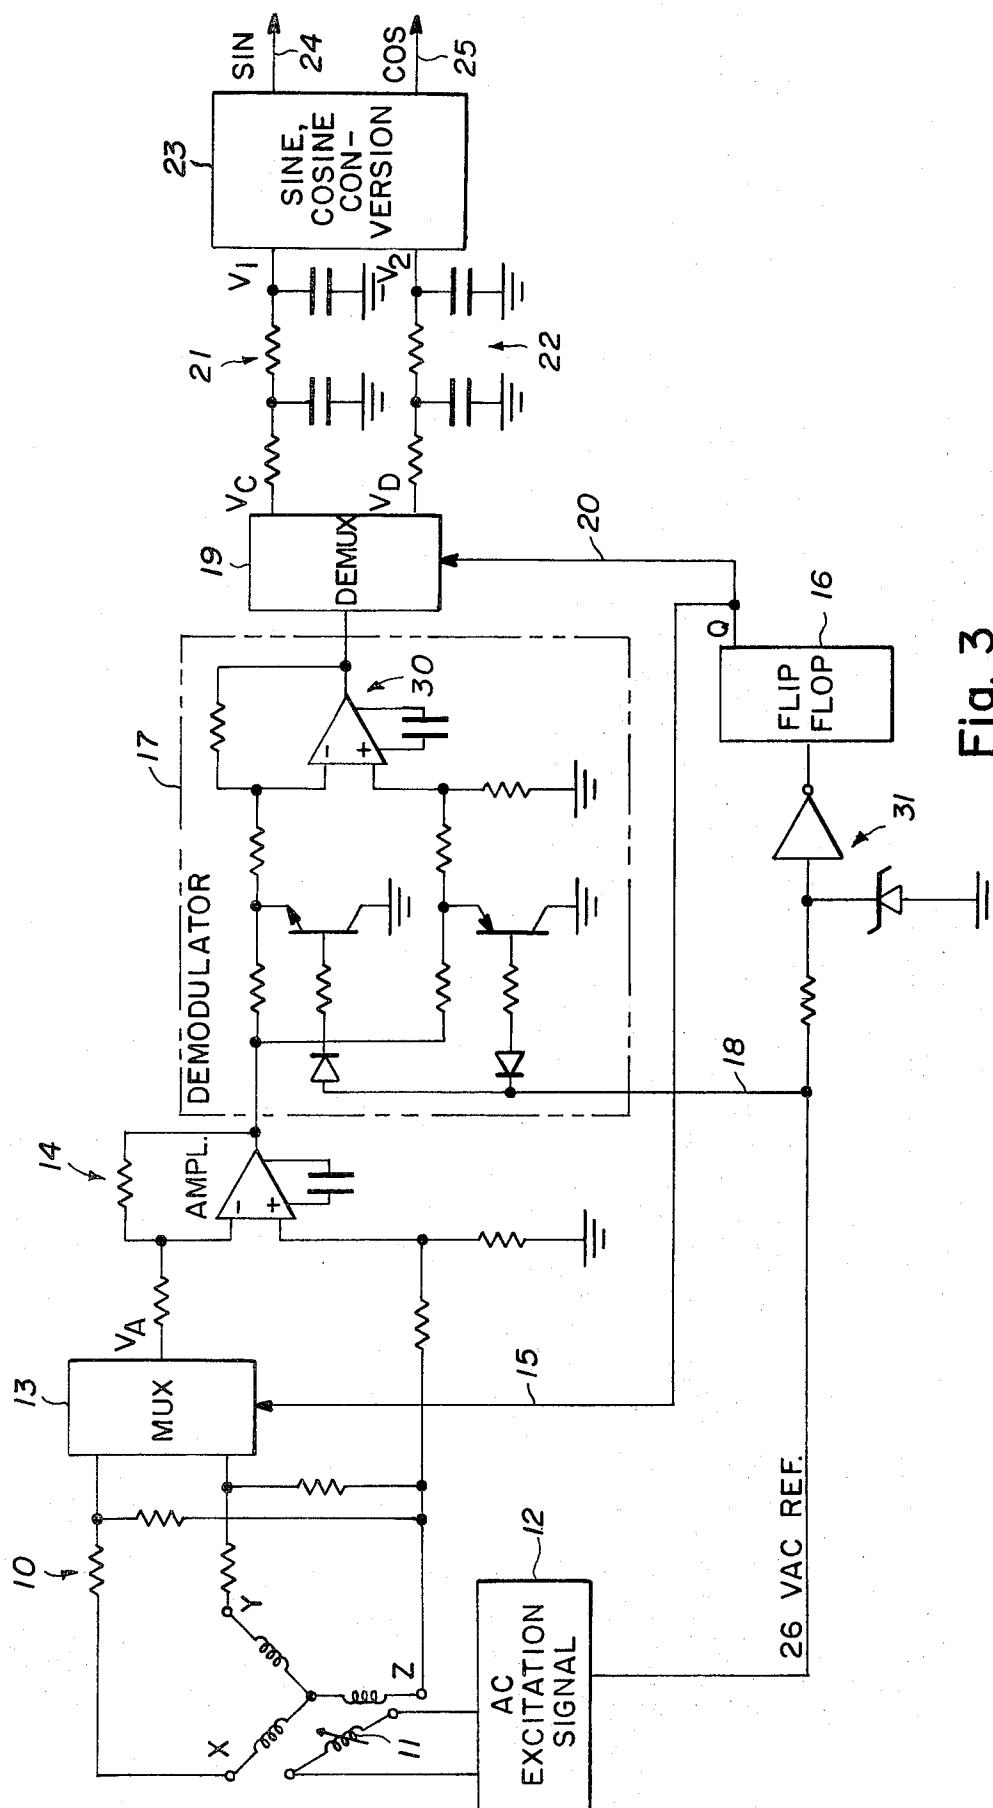 10
X
Y
Z
11
AC
EXCITATION
SIGNAL
12
26 VAC REF.
13
MUX
VA
15
14
AMPL.
-
+
DEMODULATOR
17
18
-
+
30
31
FLIP
FLOP
16
Q
20
19
DEMUX
VC
VD
21
22
V1
V2
23
SINE,
COSINE
CON-
VERSION
SIN
24
COS
25
Fig. 3